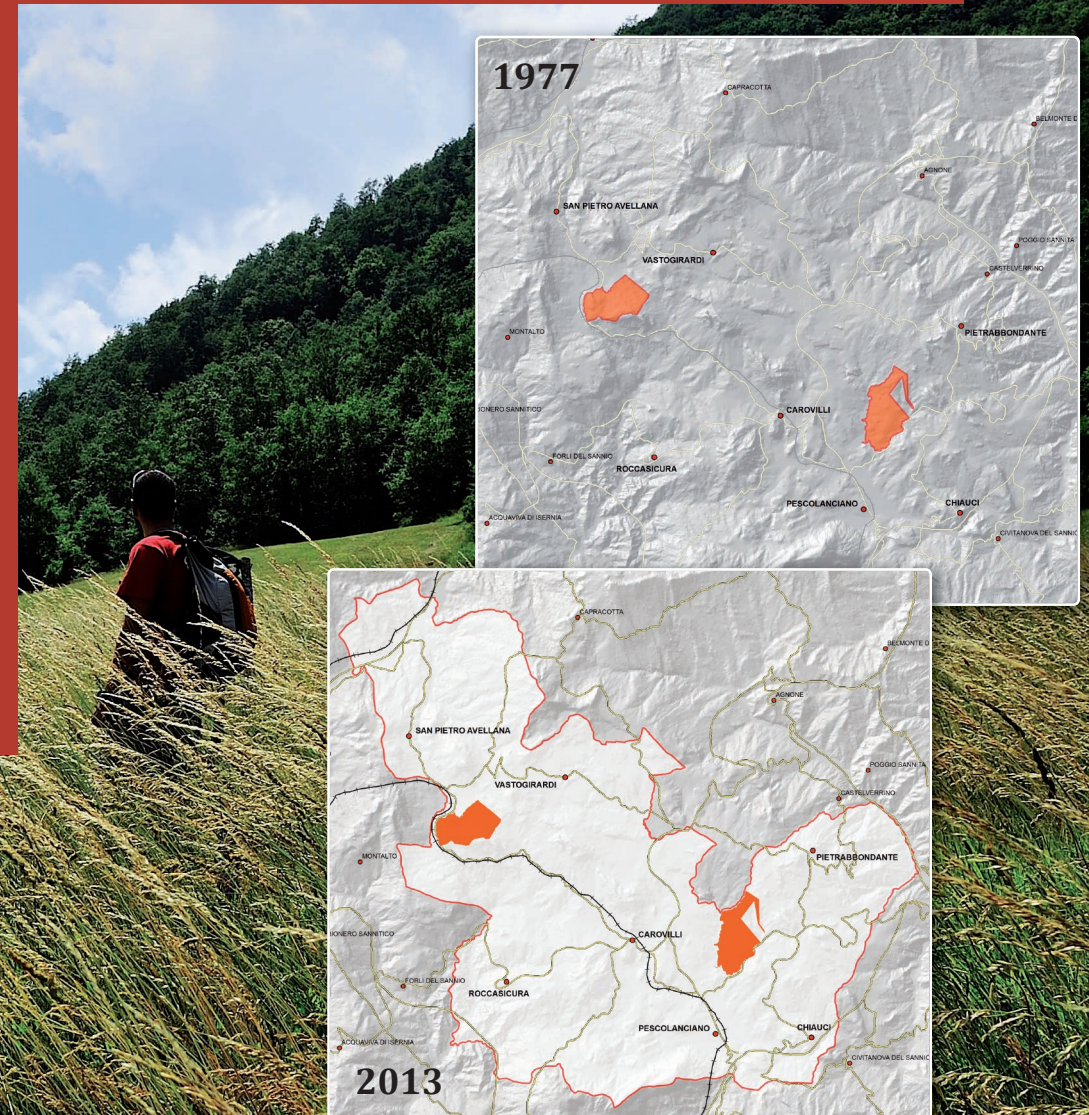 1977
CAPRACOTTA
BELMONTE D
AGNONE
SAN PIETRO AVELLANA
POGGIO SANNITA
VASTOGIRARDI
CASTELVERRINO
MONTALTO
PIETRABBONDANTE
IONERO SANNITICO
CAROVILLI
FORLI DEL SANNIO
ROCCASICURA
ACQUAVIVA DI ISERNIA
PESCOLANCIANO
CHIAUCI
CIVITANOVA DEL SANNIO
CAPRACOTTA
BELMONTE D
AGNONE
SAN PIETRO AVELLANA
POGGIO SANNITA
VASTOGIRARDI
CASTELVERRINO
MONTALTO
PIETRABBONDANTE
IONERO SANNITICO
CAROVILLI
FORLI DEL SANNIO
ROCCASICURA
PESCOLANCIANO
CHIAUCI
ACQUAVIVA DI ISERNIA
CIVITANOVA DEL SANNIO
2013